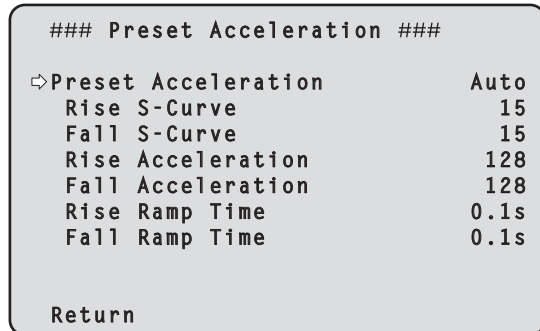 ### Preset Acceleration ###
⇨Preset Acceleration Auto
Rise S-Curve 15
Fall S-Curve 15
Rise Acceleration 128
Fall Acceleration 128
Rise Ramp Time 0.1s
Fall Ramp Time 0.1s
Return